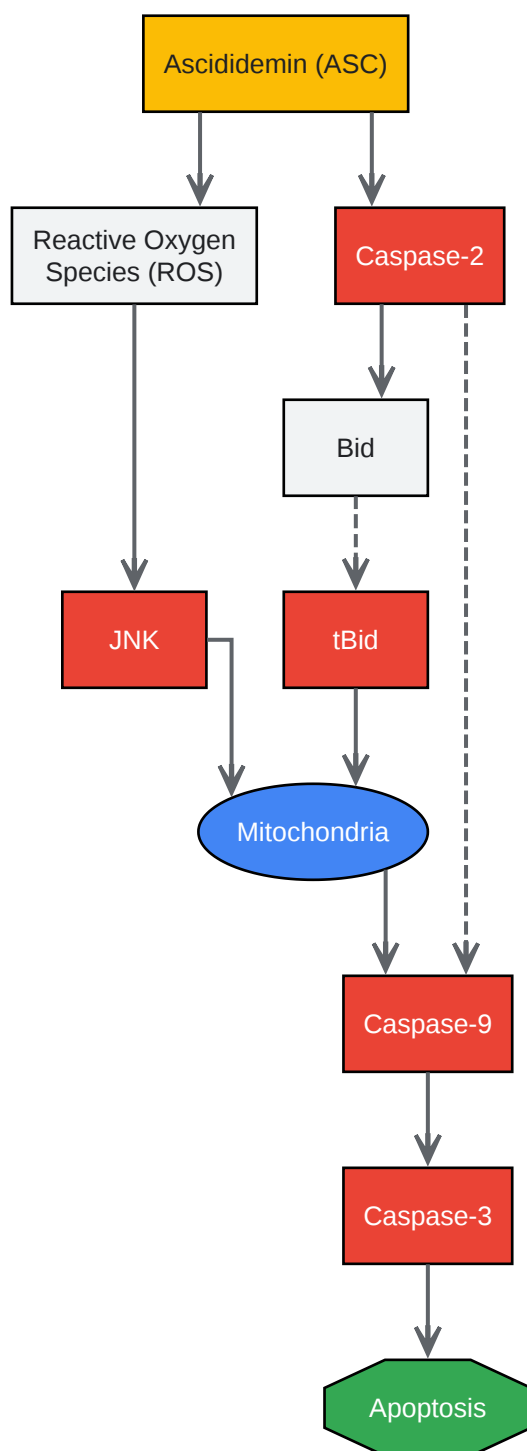 Ascididemin (ASC)
Reactive Oxygen
Species (ROS)
Caspase-2
Bid
JNK
tBid
Mitochondria
Caspase-9
Caspase-3
Apoptosis